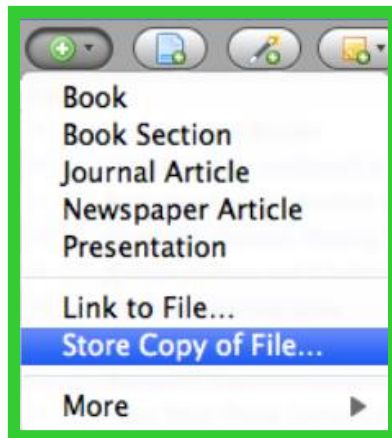 Book
Book Section
Journal Article
Newspaper Article
Presentation
Link to File...
Store Copy of File...
More